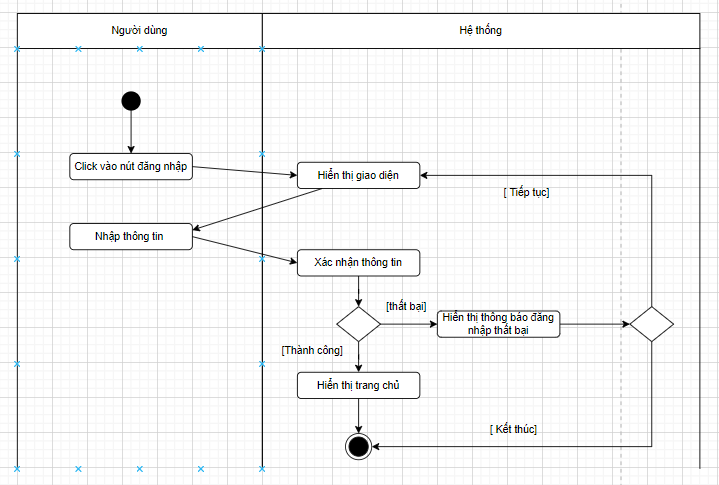 Người dùng
Hệ thống
Click vào nút đăng nhập
Hiển thị giao diện
[ Tiếp tục]
Nhập thông tin
Xác nhận thông tin
[thất bại]
Hiển thị thông báo đăng
nhập thất bại
[Thành công]
Hiển thị trang chủ
[ Kết thúc]